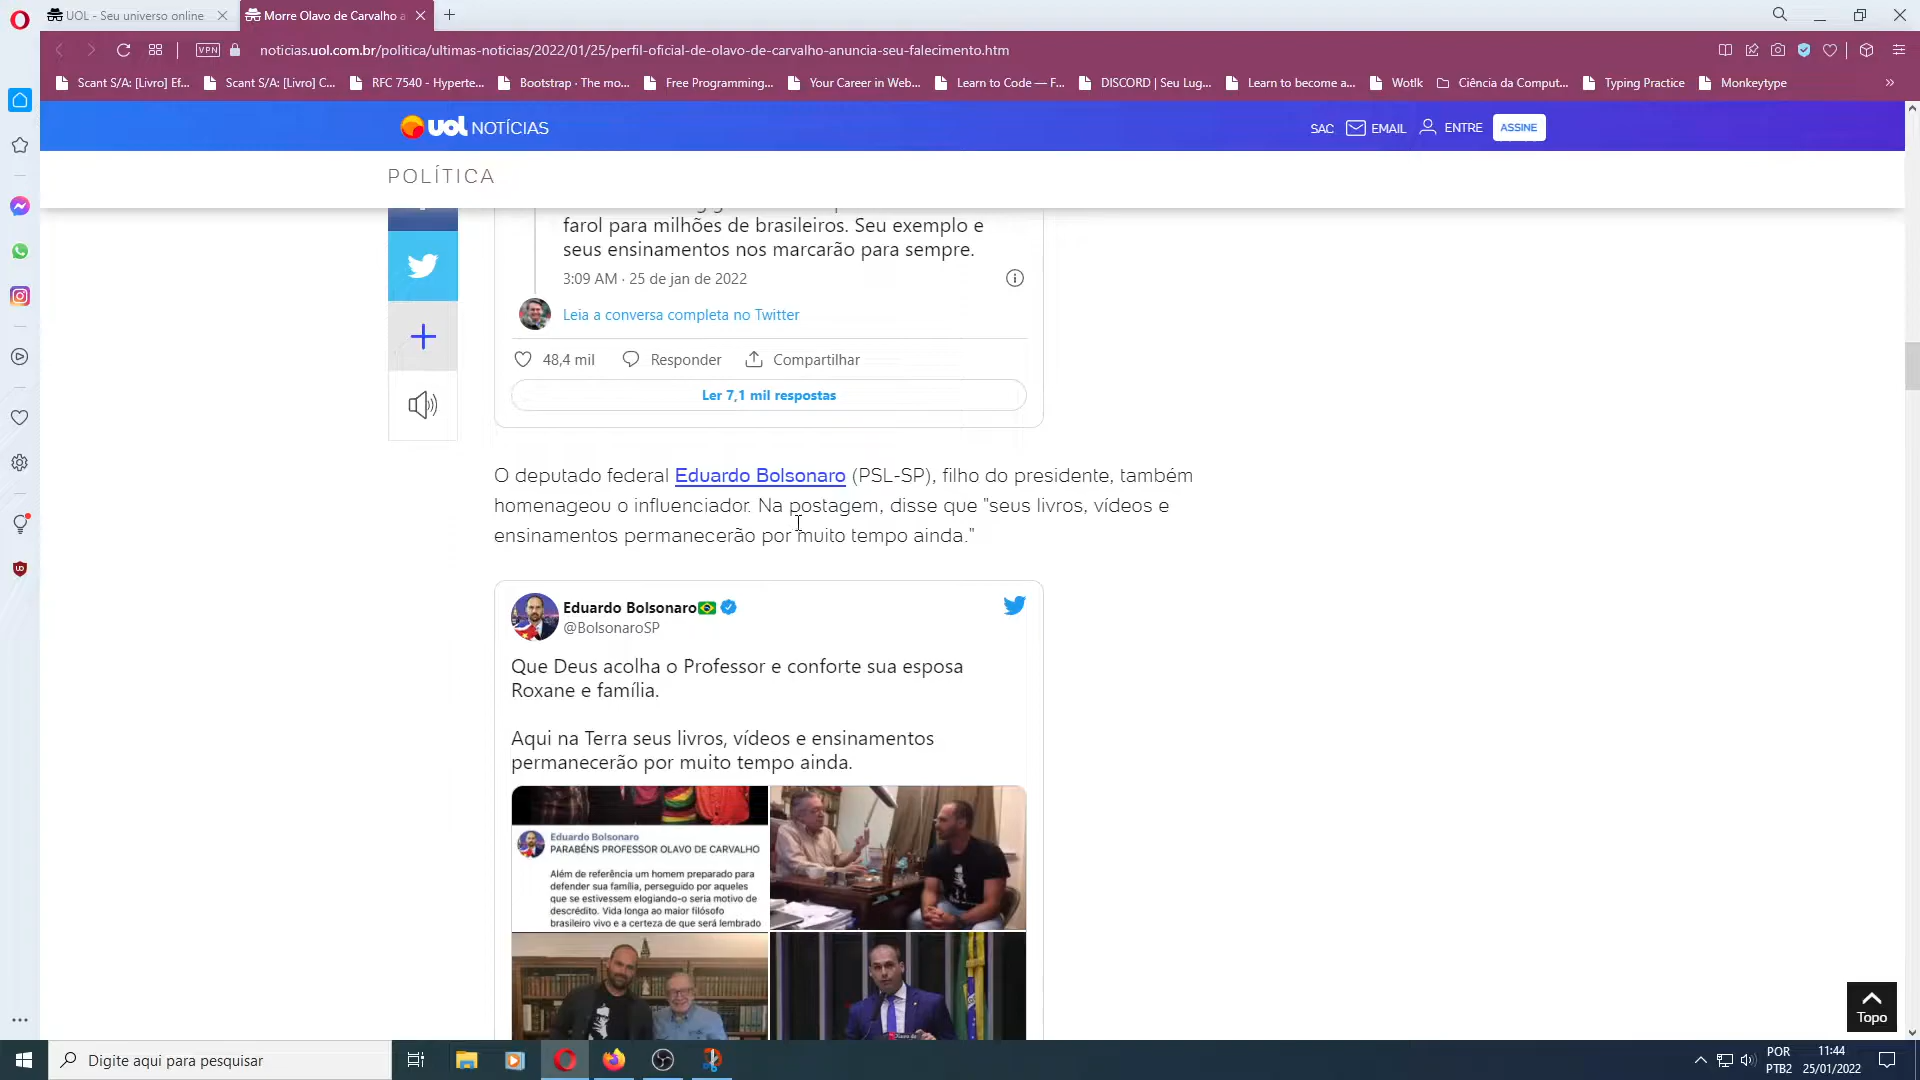 UOL - Seu universo online
Morre Olavo de Carvalho a
VPN
noticias.uol.com.br/politica/ultimas-noticias/2022/01/25/perfil-oficial-de-olavo-de-carvalho-anuncia-seu-falecimento.htm
Scant S/A: [Livro] Ef...
Scant S/A: [Livro] C...
RFC 7540 - Hyperte...
Bootstrap · The mo...
Free Programming...
Your Career in Web...
Learn to Code — F...
DISCORD | Seu Lug...
Learn to become a...
Wotlk
Ciência da Comput...
Typing Practice
Monkeytype
uol NOTÍCIAS
SAC
EMAIL
ENTRE
ASSINE
POLÍTICA
farol para milhões de brasileiros. Seu exemplo e
seus ensinamentos nos marcarão para sempre.
3:09 AM · 25 de jan de 2022
Leia a conversa completa no Twitter
48,4 mil
Responder
Compartilhar
Ler 7,1 mil respostas
O deputado federal Eduardo Bolsonaro (PSL-SP), filho do presidente, também
homenageou o influenciador. Na postagem, disse que "seus livros, vídeos e
ensinamentos permanecerão por muito tempo ainda."
Eduardo Bolsonaro
@BolsonaroSP
Que Deus acolha o Professor e conforte sua esposa
Roxane e família.
Aqui na Terra seus livros, vídeos e ensinamentos
permanecerão por muito tempo ainda.
Eduardo Bolsonaro
PARABÉNS PROFESSOR OLAVO DE CARVALHO
Além de referência um homem preparado para
defender sua família, perseguido por aqueles
que se estivessem elogiando-o seria motivo de
descrédito. Vida longa ao maior filósofo
brasileiro vivo e a certeza de que será lembrado
Topo
Digite aqui para pesquisar
POR
PTB2
11:44
25/01/2022